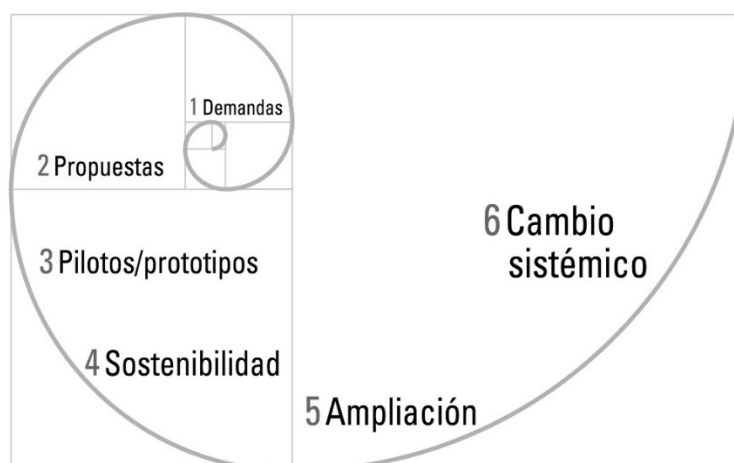 1 Demandas
2 Propuestas
3 Pilotos/prototipos
4 Sostenibilidad
5 Ampliación
6 Cambio
sistémico